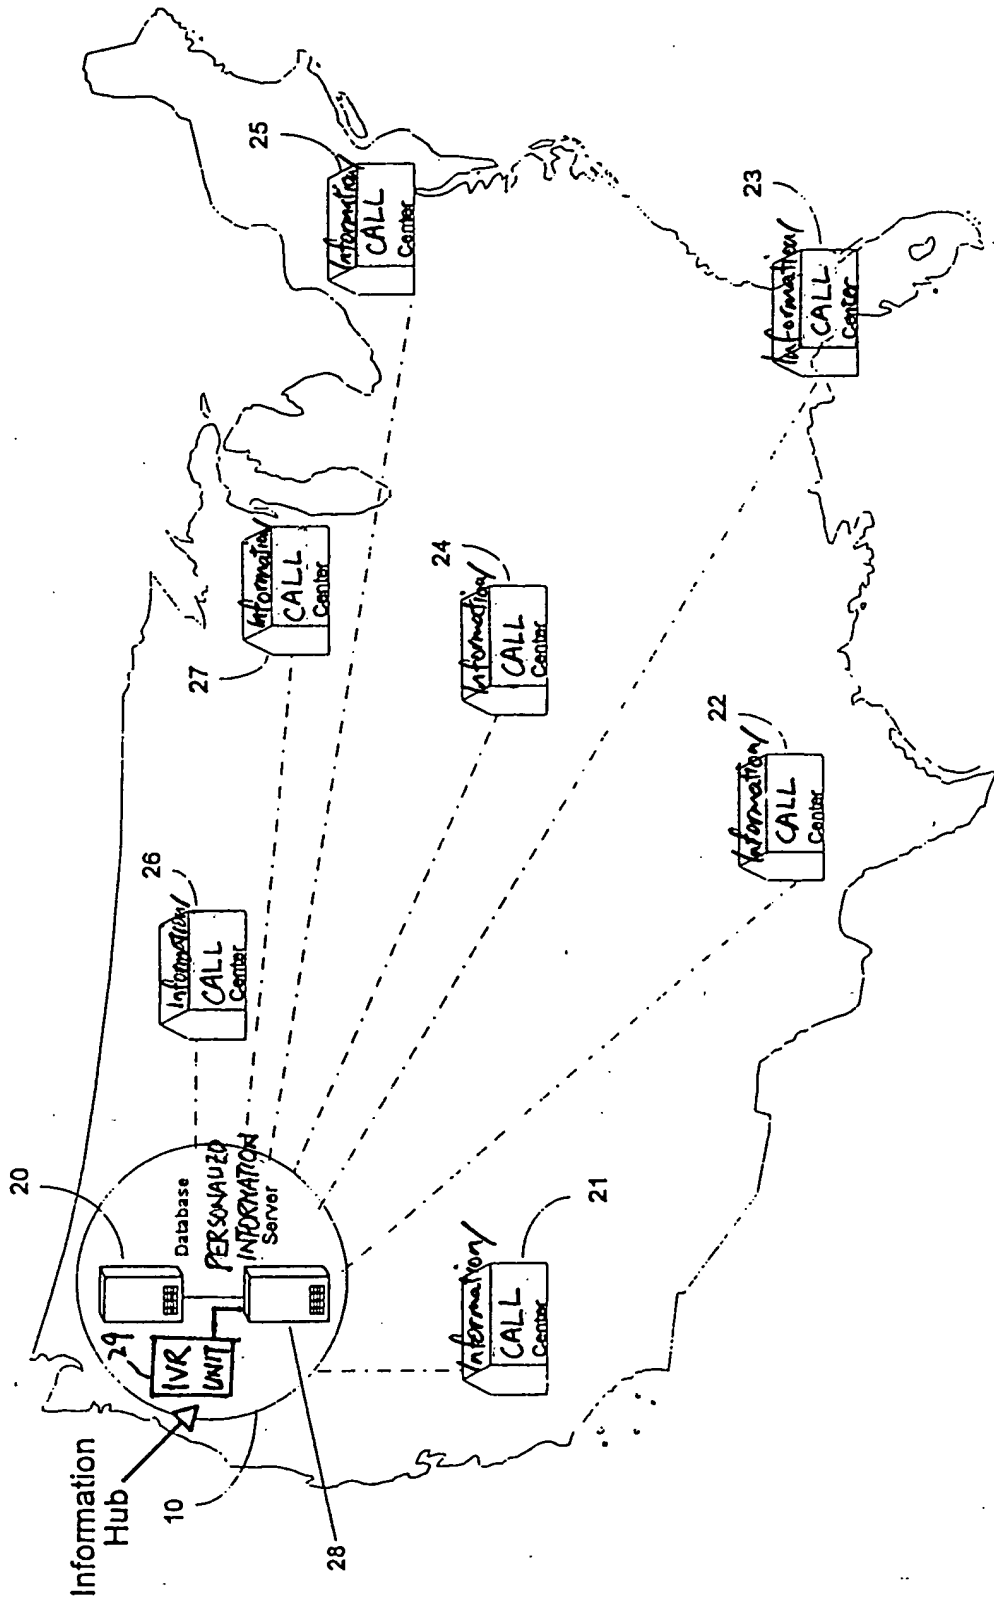 Information
Hub
10
28
29
IVR
UNIT
20
Database
PERSONALIZED
INFORMATION
Server
Information/
CALL
Center
21
Information/
CALL
Center
26
Information
CALL
Center
27
Information/
CALL
Center
24
Information/
CALL
Center
22
Information/
CALL
Center
25
Information/
CALL
Center
23